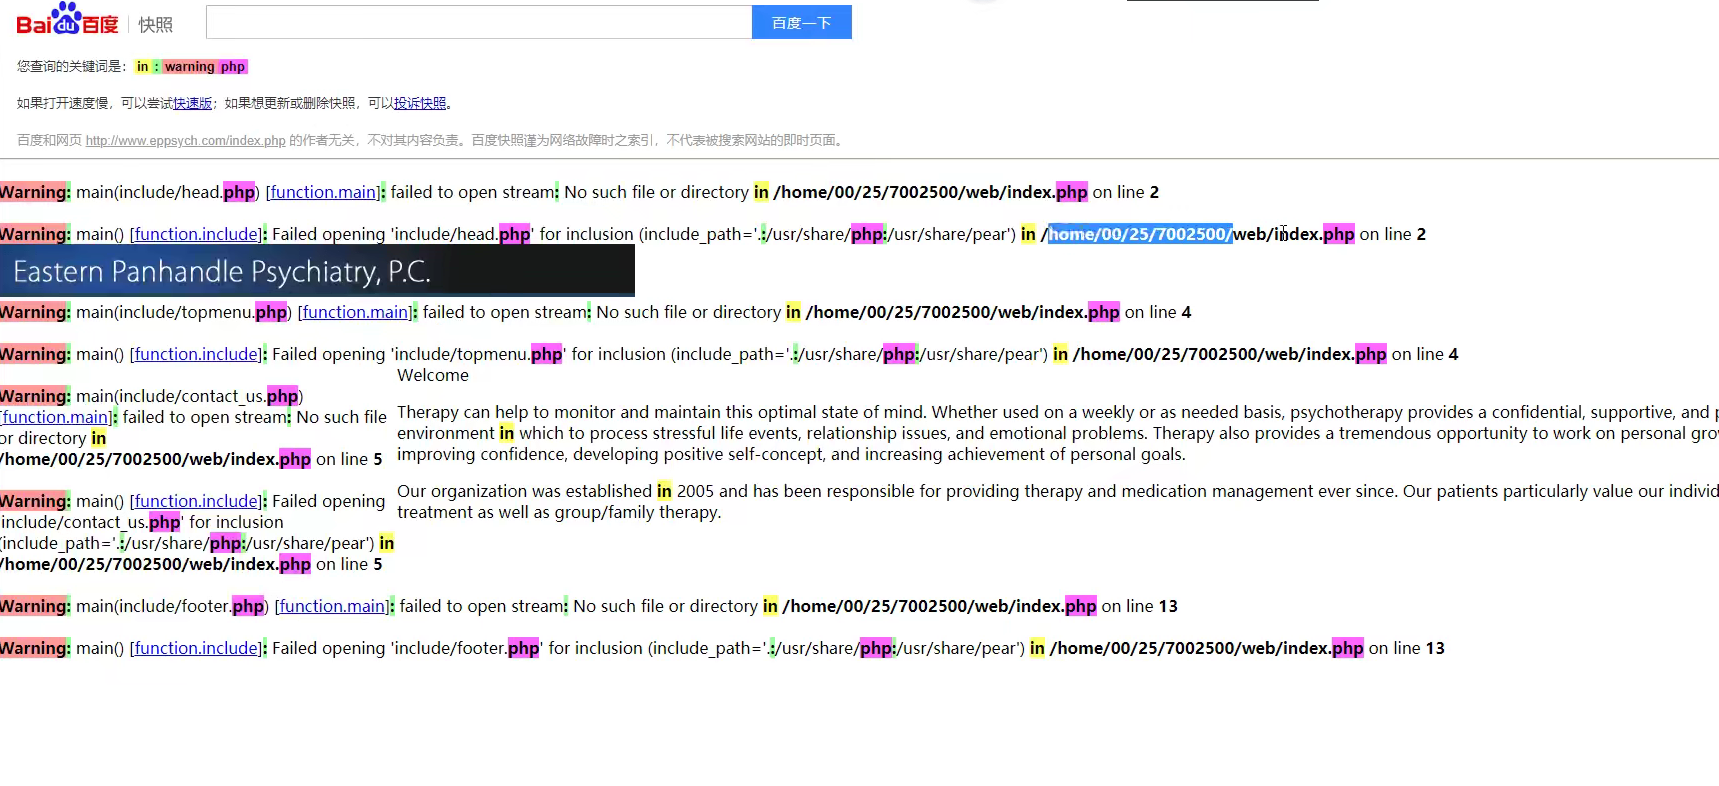 Bai du 百度 快照
百度一下
您查询的关键词是： in : warning php
如果打开速度慢，可以尝试快速版；如果想更新或删除快照，可以投诉快照。
百度和网页 http://www.eppsych.com/index.php 的作者无关，不对其内容负责。百度快照谨为网络故障时之索引，不代表被搜索网站的即时页面。
Warning: main(include/head.php) [function.main]: failed to open stream: No such file or directory in /home/00/25/7002500/web/index.php on line 2
Warning: main() [function.include]: Failed opening 'include/head.php' for inclusion (include_path='.:/usr/share/php:/usr/share/pear') in /home/00/25/7002500/web/index.php on line 2
Eastern Panhandle Psychiatry, P.C.
Warning: main(include/topmenu.php) [function.main]: failed to open stream: No such file or directory in /home/00/25/7002500/web/index.php on line 4
Warning: main() [function.include]: Failed opening 'include/topmenu.php' for inclusion (include_path='.:/usr/share/php:/usr/share/pear') in /home/00/25/7002500/web/index.php on line 4
Warning: main(include/contact_us.php)
[function.main]: failed to open stream: No such file
or directory in
/home/00/25/7002500/web/index.php on line 5
Warning: main() [function.include]: Failed opening
'include/contact_us.php' for inclusion
(include_path='.:/usr/share/php:/usr/share/pear') in
/home/00/25/7002500/web/index.php on line 5
Welcome
Therapy can help to monitor and maintain this optimal state of mind. Whether used on a weekly or as needed basis, psychotherapy provides a confidential, supportive, and
environment in which to process stressful life events, relationship issues, and emotional problems. Therapy also provides a tremendous opportunity to work on personal
improving confidence, developing positive self-concept, and increasing achievement of personal goals.
Our organization was established in 2005 and has been responsible for providing therapy and medication management ever since. Our patients particularly value our
treatment as well as group/family therapy.
Warning: main(include/footer.php) [function.main]: failed to open stream: No such file or directory in /home/00/25/7002500/web/index.php on line 13
Warning: main() [function.include]: Failed opening 'include/footer.php' for inclusion (include_path='.:/usr/share/php:/usr/share/pear') in /home/00/25/7002500/web/index.php on line 13